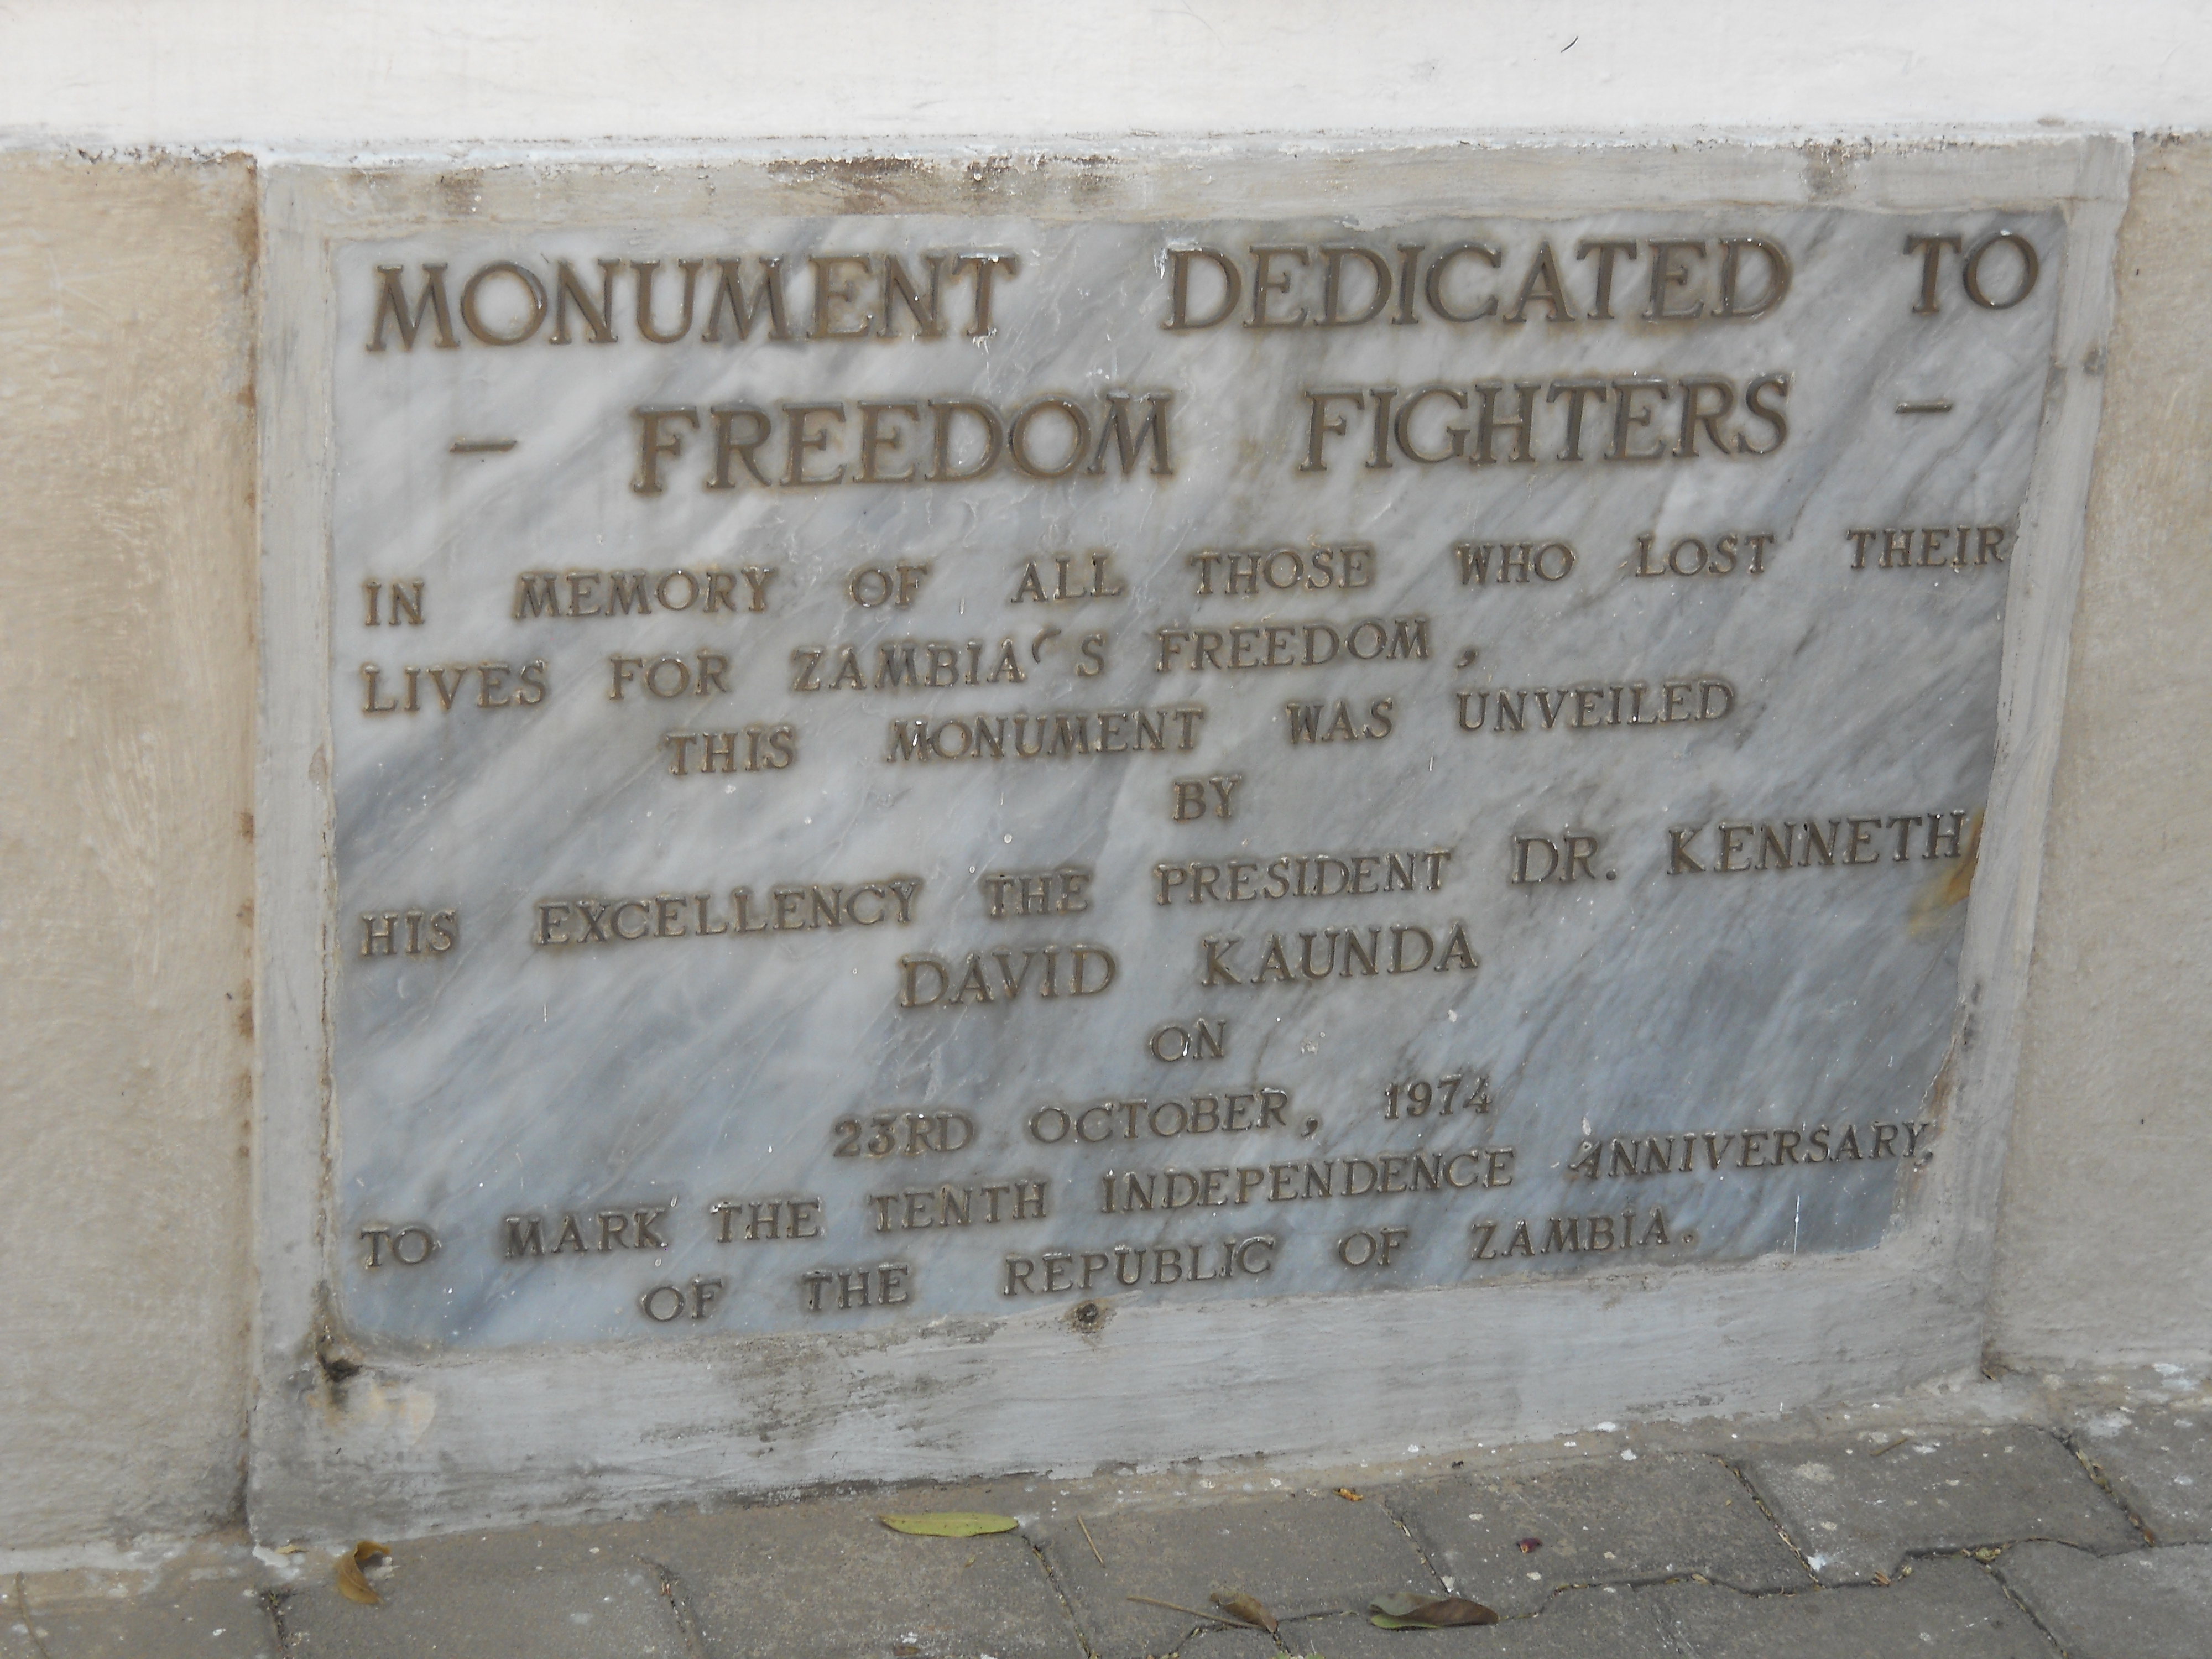 MONUMENT DEDICATED TO
- FREEDOM FIGHTERS -
IN MEMORY OF ALL THOSE WHO LOST THEIR
LIVES FOR ZAMBIA'S FREEDOM,
THIS MONUMENT WAS UNVEILED
BY
HIS EXCELLENCY THE PRESIDENT DR. KENNETH
DAVID KAUNDA
ON
23RD OCTOBER, 1974
TO MARK THE TENTH INDEPENDENCE ANNIVERSARY,
OF THE REPUBLIC OF ZAMBIA.